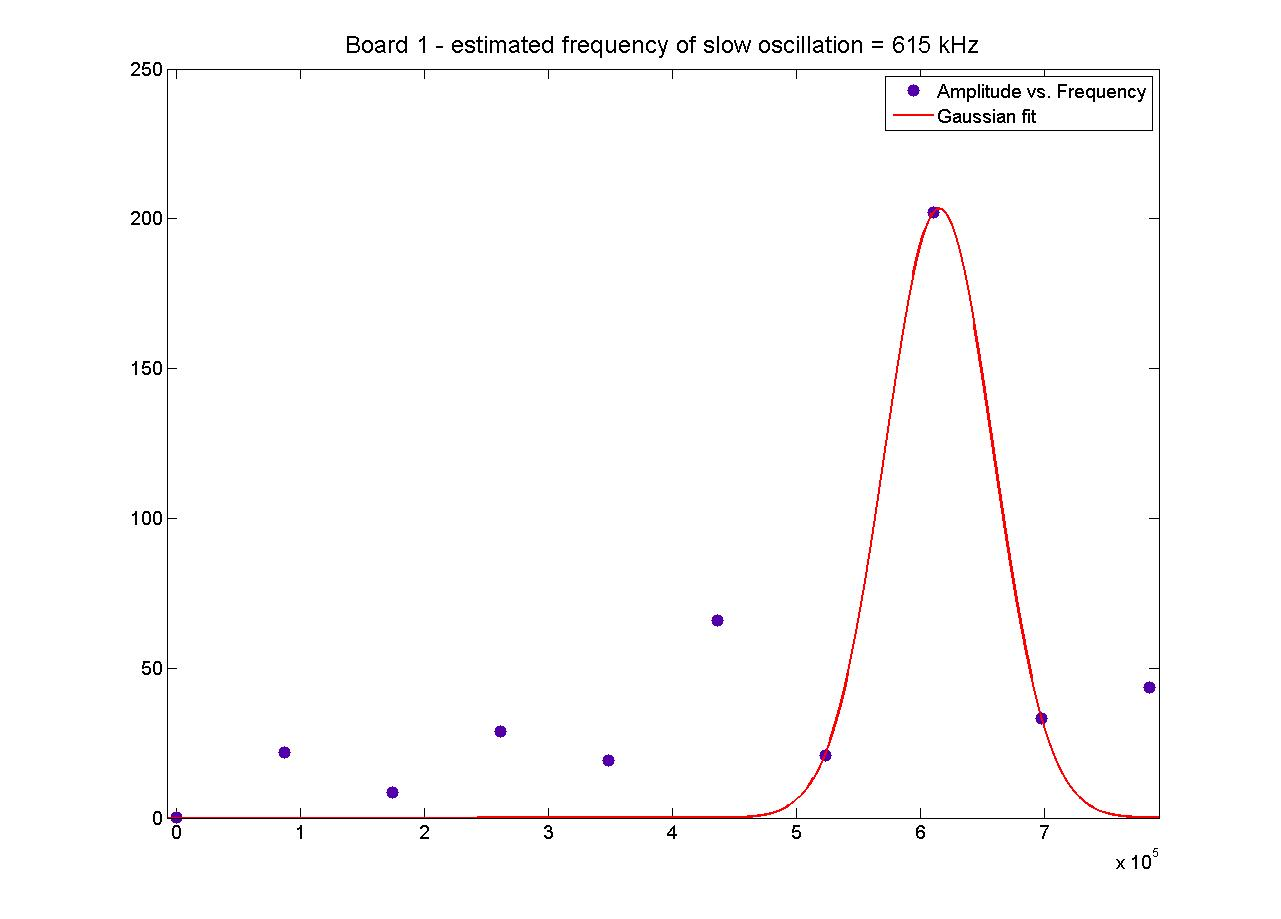 Board 1 - estimated frequency of slow oscillation = 615 kHz
250
Amplitude vs. Frequency
Gaussian fit
200
150
100
50
0
0 1 2 3 4 5 6 7
x 10^5